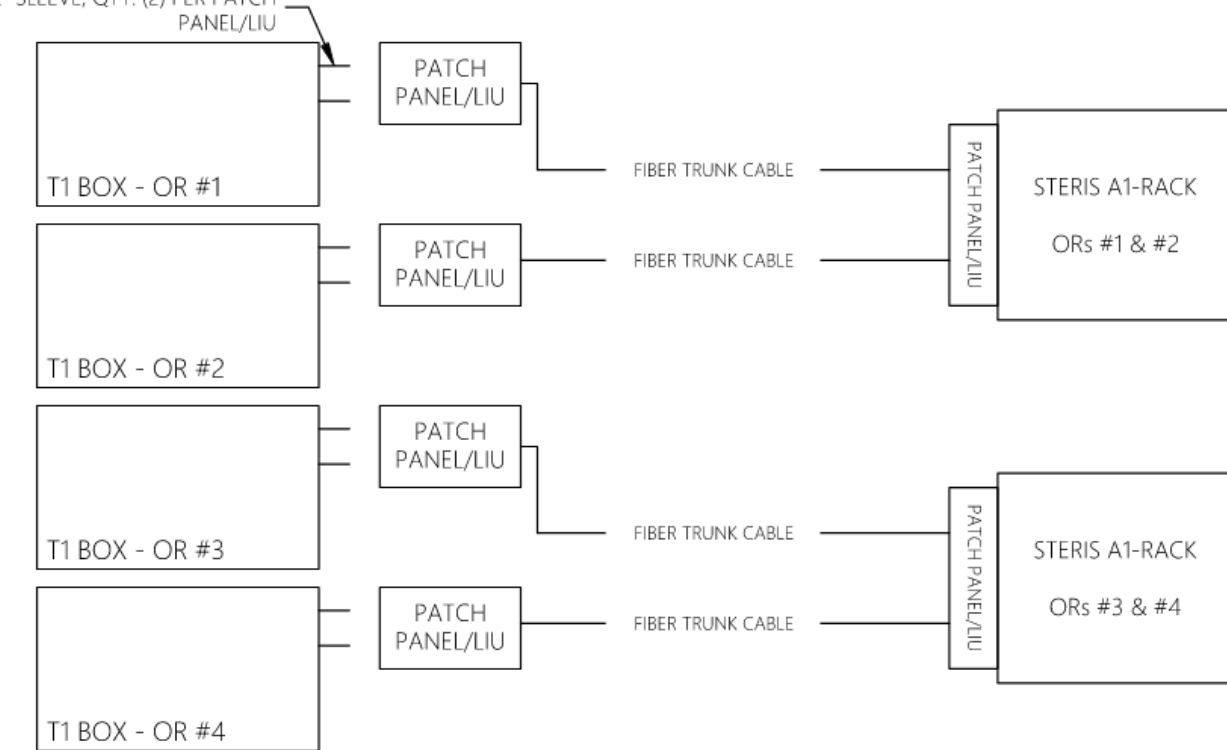 SLEEVE, QTY. (2) PER PATCH
PANEL/LIU
PATCH
PANEL/LIU
T1 BOX - OR #1
FIBER TRUNK CABLE
PATCH
PANEL/LIU
T1 BOX - OR #2
FIBER TRUNK CABLE
PATCH PANEL/LIU
STERIS A1-RACK
ORs #1 & #2
PATCH
PANEL/LIU
T1 BOX - OR #3
FIBER TRUNK CABLE
PATCH
PANEL/LIU
T1 BOX - OR #4
FIBER TRUNK CABLE
PATCH PANEL/LIU
STERIS A1-RACK
ORs #3 & #4